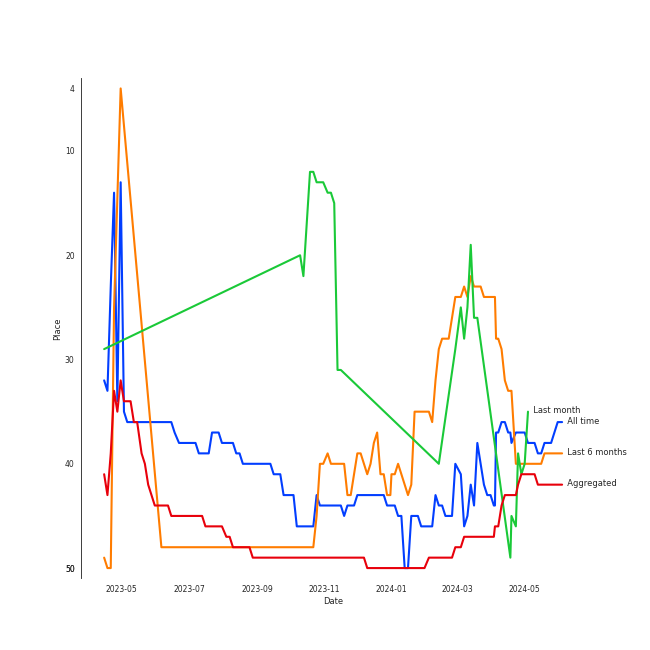 4
10
20
30
40
50
Place
2023-05
2023-07
2023-09
2023-11
2024-01
2024-03
2024-05
Date
Last month
All time
Last 6 months
Aggregated